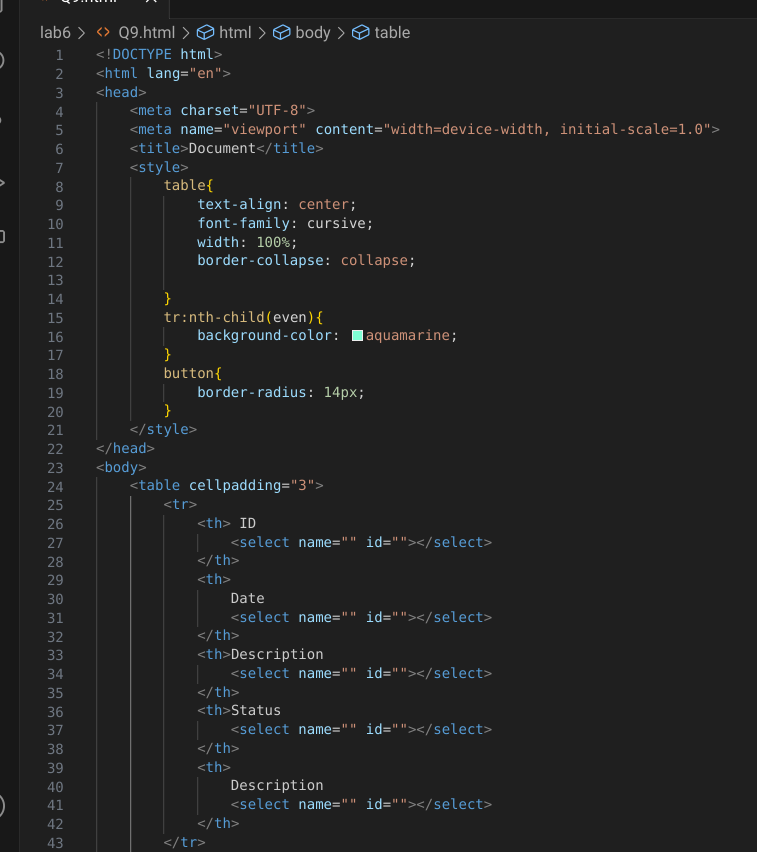 Q9.html
lab6 > <> Q9.html > html > body > table
1 <!DOCTYPE html>
2 <html lang="en">
3 <head>
4     <meta charset="UTF-8">
5     <meta name="viewport" content="width=device-width, initial-scale=1.0">
6     <title>Document</title>
7     <style>
8         table{
9             text-align: center;
10             font-family: cursive;
11             width: 100%;
12             border-collapse: collapse;
13
14         }
15         tr:nth-child(even){
16             background-color: aquamarine;
17         }
18         button{
19             border-radius: 14px;
20         }
21     </style>
22 </head>
23 <body>
24     <table cellpadding="3">
25         <tr>
26             <th> ID
27                 <select name="" id=""></select>
28             </th>
29             <th>
30                 Date
31                 <select name="" id=""></select>
32             </th>
33             <th>Description
34                 <select name="" id=""></select>
35             </th>
36             <th>Status
37                 <select name="" id=""></select>
38             </th>
39             <th>
40                 Description
41                 <select name="" id=""></select>
42             </th>
43         </tr>